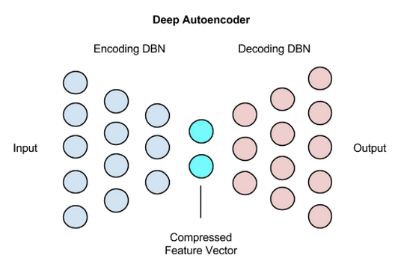 Deep Autoencoder
Encoding DBN
Decoding DBN
Input
Output
Compressed
Feature Vector